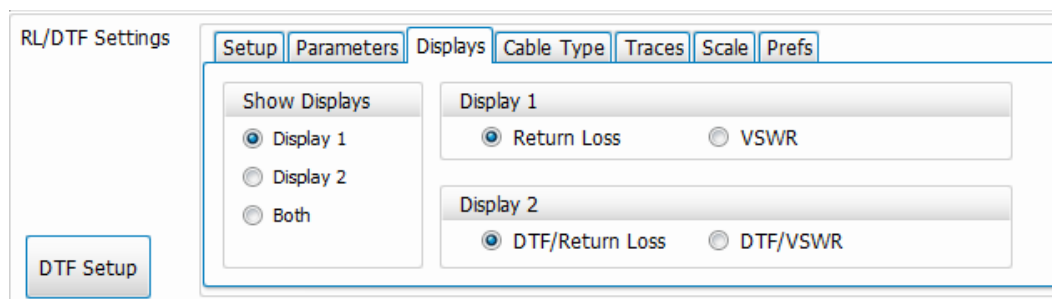 RL/DTF Settings
Setup Parameters Displays Cable Type Traces Scale Prefs
Show Displays
Display 1
Display 2
Both
Display 1
Return Loss VSWR
Display 2
DTF/Return Loss DTF/VSWR
DTF Setup